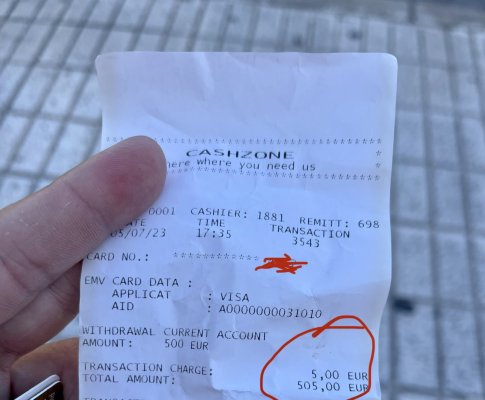 ************************************
CASHZONE *
here where you need us *
************************************
0001 CASHIER: 1881 REMITT: 698
DATE TIME TRANSACTION
05/07/23 17:35 3543
CARD NO.: ************
EMV CARD DATA :
APPLICAT : VISA
AID : A0000000031010
WITHDRAWAL CURRENT ACCOUNT
AMOUNT: 500 EUR
TRANSACTION CHARGE: 5,00 EUR
TOTAL AMOUNT: 505,00 EUR